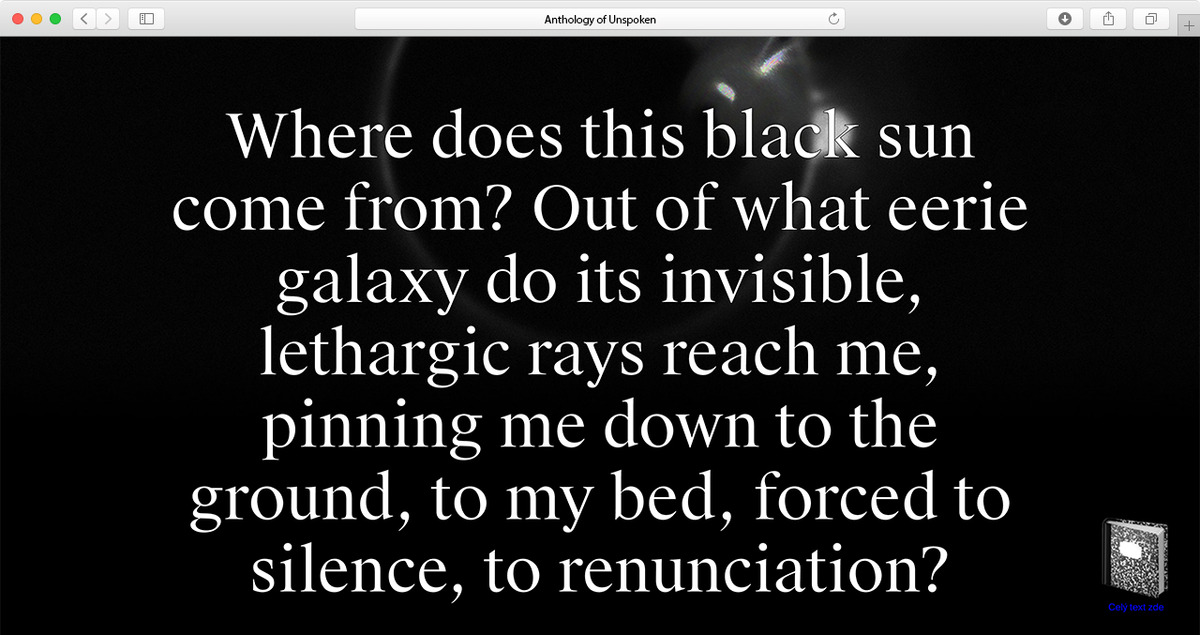 Anthology of Unspoken
Where does this black sun
come from? Out of what eerie
galaxy do its invisible,
lethargic rays reach me,
pinning me down to the
ground, to my bed, forced to
silence, to renunciation?
Celý text zde